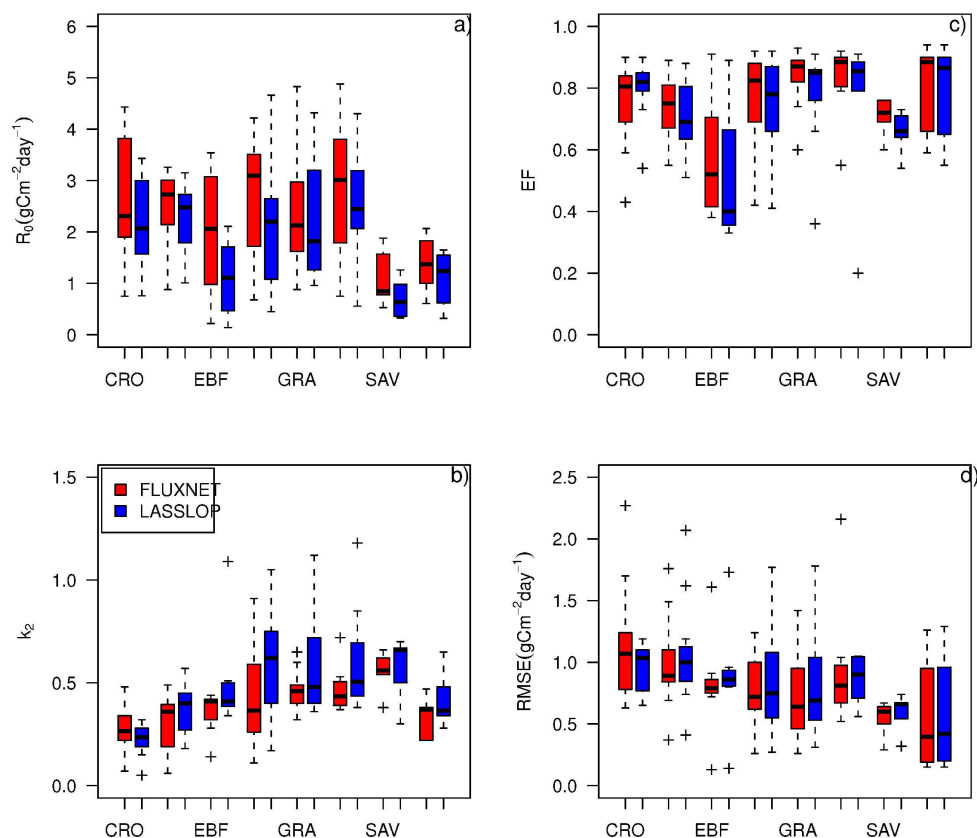 a)
6
5
4
3
2
1
0
R₀(gCm⁻²day⁻¹)
CRO EBF GRA SAV
c)
1.0
0.8
0.6
0.4
0.2
0.0
EF
CRO EBF GRA SAV
b)
FLUXNET
LASSLOP
1.5
1.0
0.5
0.0
k₂
CRO EBF GRA SAV
d)
2.5
2.0
1.5
1.0
0.5
0.0
RMSE(gCm⁻²day⁻¹)
CRO EBF GRA SAV